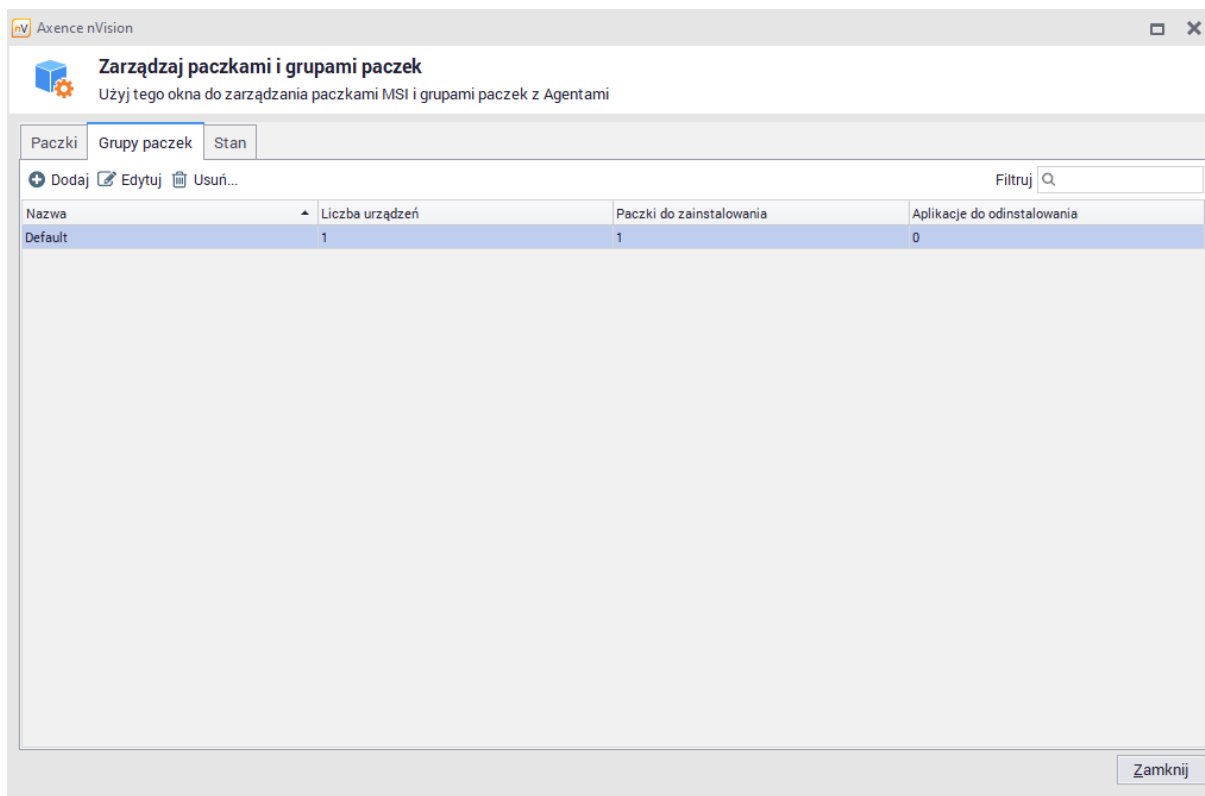 nV Axence nVision
Zarządzaj paczkami i grupami paczek
Użyj tego okna do zarządzania paczkami MSI i grupami paczek z Agentami
Paczki Grupy paczek Stan
Dodaj Edytuj Usuń... Filtruj
Nazwa Liczba urządzeń Paczki do zainstalowania Aplikacje do odinstalowania
Default 1 1 0
Zamknij